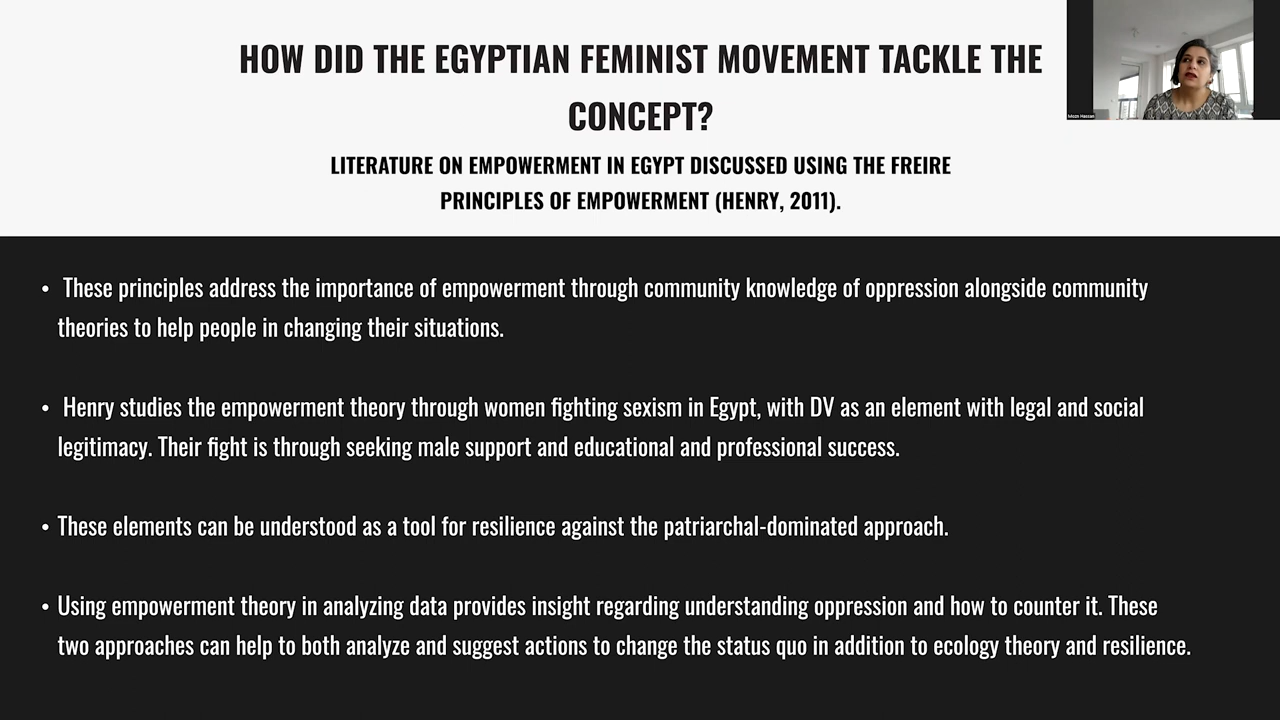 HOW DID THE EGYPTIAN FEMINIST MOVEMENT TACKLE THE
CONCEPT?
LITERATURE ON EMPOWERMENT IN EGYPT DISCUSSED USING THE FREIRE
PRINCIPLES OF EMPOWERMENT (HENRY, 2011).
Mozn Hassan
• These principles address the importance of empowerment through community knowledge of oppression alongside community
theories to help people in changing their situations.
• Henry studies the empowerment theory through women fighting sexism in Egypt, with DV as an element with legal and social
legitimacy. Their fight is through seeking male support and educational and professional success.
• These elements can be understood as a tool for resilience against the patriarchal-dominated approach.
• Using empowerment theory in analyzing data provides insight regarding understanding oppression and how to counter it. These
two approaches can help to both analyze and suggest actions to change the status quo in addition to ecology theory and resilience.